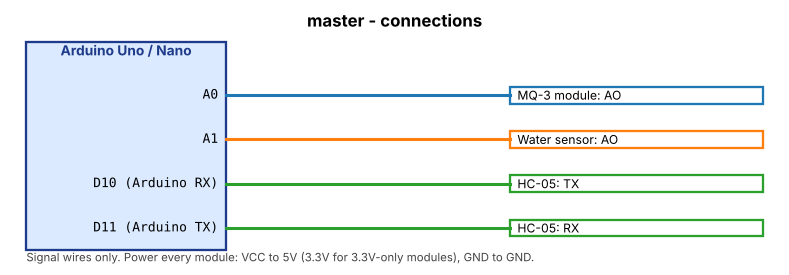 master - connections
Arduino Uno / Nano
A0
MQ-3 module: AO
A1
Water sensor: AO
D10 (Arduino RX)
HC-05: TX
D11 (Arduino TX)
HC-05: RX
Signal wires only. Power every module: VCC to 5V (3.3V for 3.3V-only modules), GND to GND.